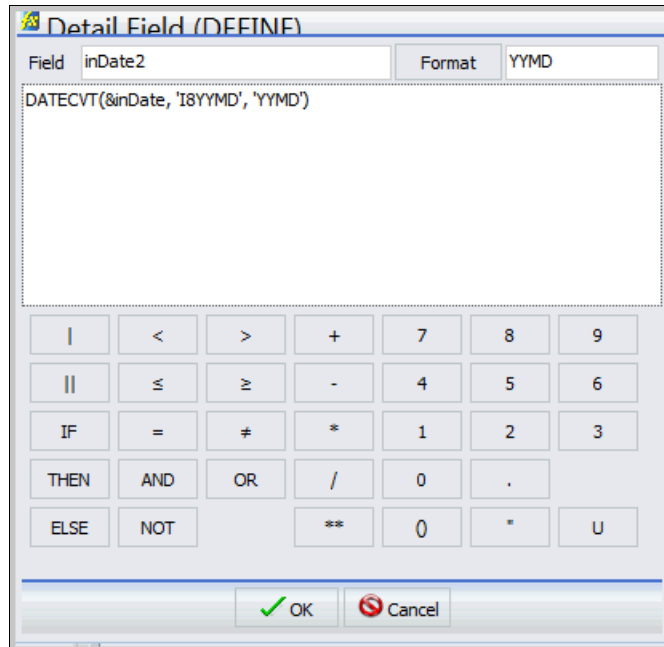 Detail Field (DEFINE)
Field inDate2 Format YYMD
DATECVT(&inDate, 'I8YYMD', 'YYMD')
| < > + 7 8 9
|| ≤ ≥ - 4 5 6
IF = ≠ * 1 2 3
THEN AND OR / 0 .
ELSE NOT ** () " U
OK Cancel